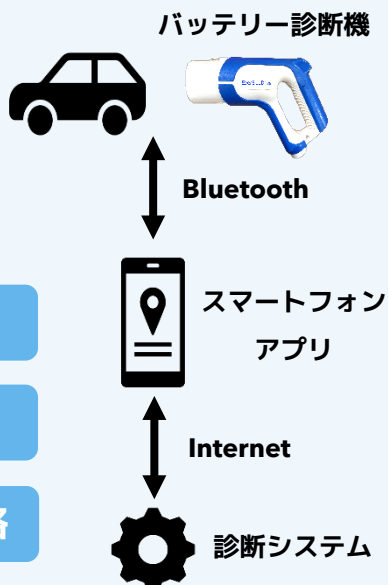 バッテリー診断機
Bluetooth
スマートフォン
アプリ
Internet
診断システム